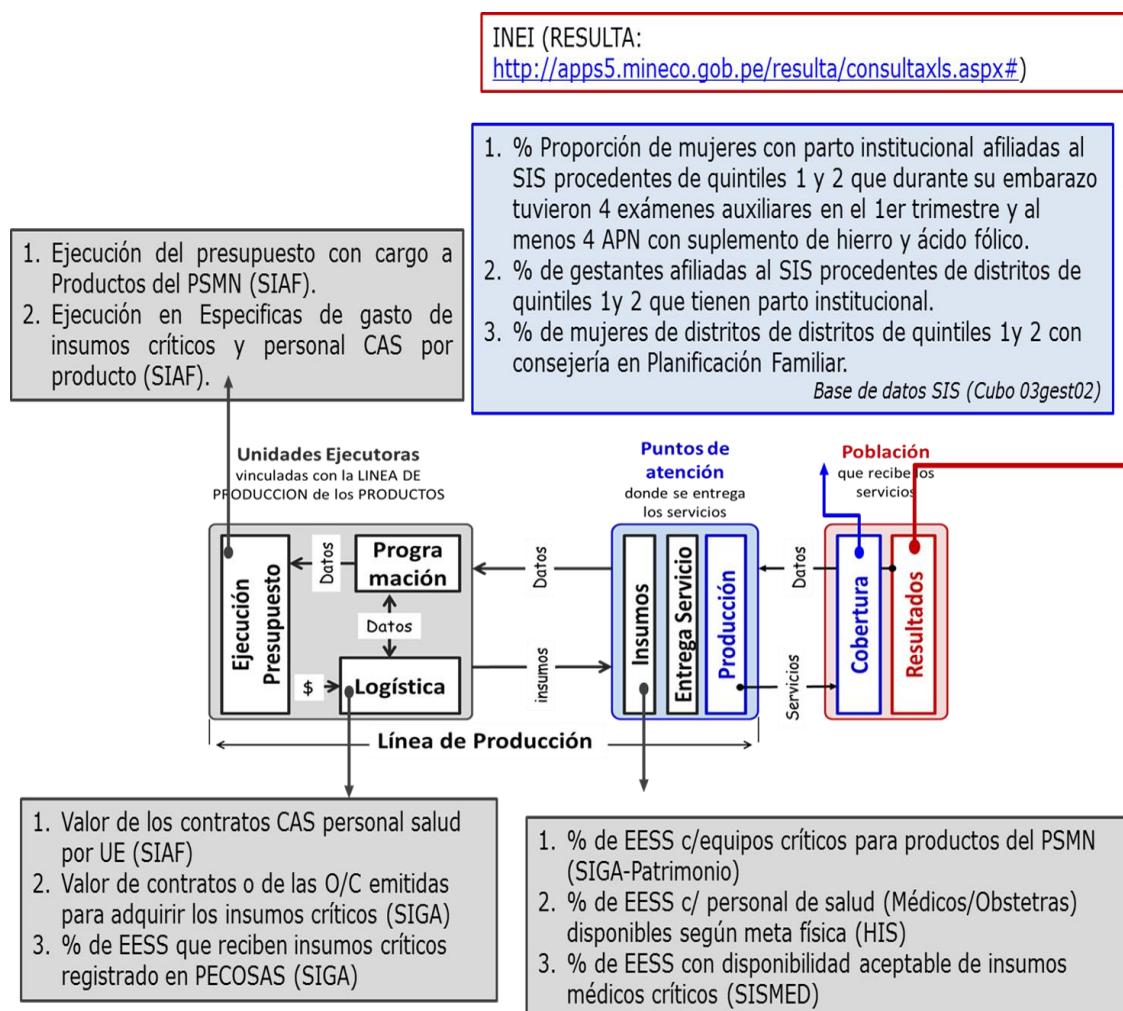 INEI (RESULTA:
http://apps5.mineco.gob.pe/resulta/consultaxls.aspx#)
1. % Proporción de mujeres con parto institucional afiliadas al
SIS procedentes de quintiles 1 y 2 que durante su embarazo
tuvieron 4 exámenes auxiliares en el 1er trimestre y al
menos 4 APN con suplemento de hierro y ácido fólico.
2. % de gestantes afiliadas al SIS procedentes de distritos de
quintiles 1y 2 que tienen parto institucional.
3. % de mujeres de distritos de distritos de quintiles 1y 2 con
consejería en Planificación Familiar.
Base de datos SIS (Cubo 03gest02)
1. Ejecución del presupuesto con cargo a
Productos del PSMN (SIAF).
2. Ejecución en Especificas de gasto de
insumos críticos y personal CAS por
producto (SIAF).
Unidades Ejecutoras
vinculadas con la LINEA DE
PRODUCCION de los PRODUCTOS
Puntos de
atención
donde se entrega
los servicios
Población
que recibe los
servicios
Ejecución
Presupuesto
Datos
Progra
mación
Datos
$
Logística
Datos
insumos
Insumos
Entrega Servicio
Producción
Datos
Servicios
Cobertura
Resultados
Línea de Producción
1. Valor de los contratos CAS personal salud
por UE (SIAF)
2. Valor de contratos o de las O/C emitidas
para adquirir los insumos críticos (SIGA)
3. % de EESS que reciben insumos críticos
registrado en PECOSAS (SIGA)
1. % de EESS c/equipos críticos para productos del PSMN
(SIGA-Patrimonio)
2. % de EESS c/ personal de salud (Médicos/Obstetras)
disponibles según meta física (HIS)
3. % de EESS con disponibilidad aceptable de insumos
médicos críticos (SISMED)